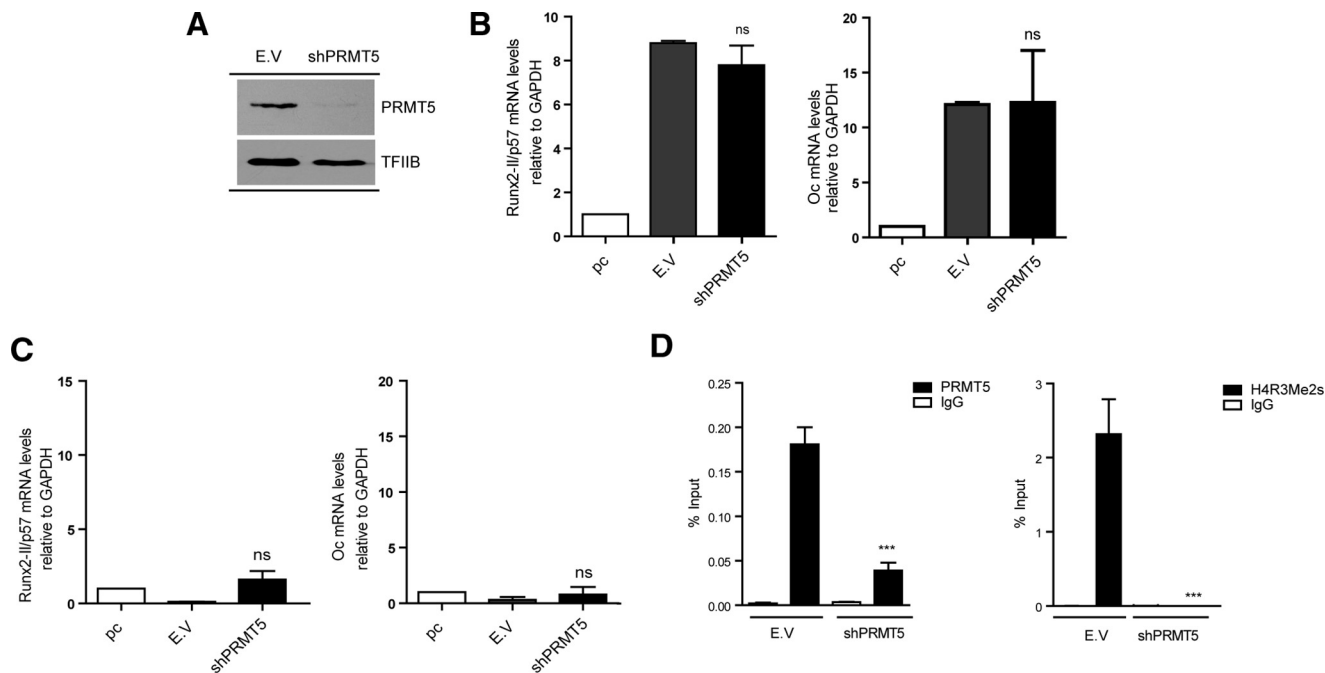 A
E.V shPRMT5
PRMT5
TFIIB
B
Runx2-II/p57 mRNA levels
relative to GAPDH
10
8
6
4
2
0
ns
pc E.V shPRMT5
Oc mRNA levels
relative to GAPDH
20
15
10
5
0
ns
pc E.V shPRMT5
C
Runx2-II/p57 mRNA levels
relative to GAPDH
15
10
5
0
ns
pc E.V shPRMT5
Oc mRNA levels
relative to GAPDH
20
15
10
5
0
ns
pc E.V shPRMT5
D
% Input
0.25
0.20
0.15
0.10
0.05
0.00
PRMT5
IgG
***
E.V shPRMT5
% Input
3
2
1
0
H4R3Me2s
IgG
***
E.V shPRMT5